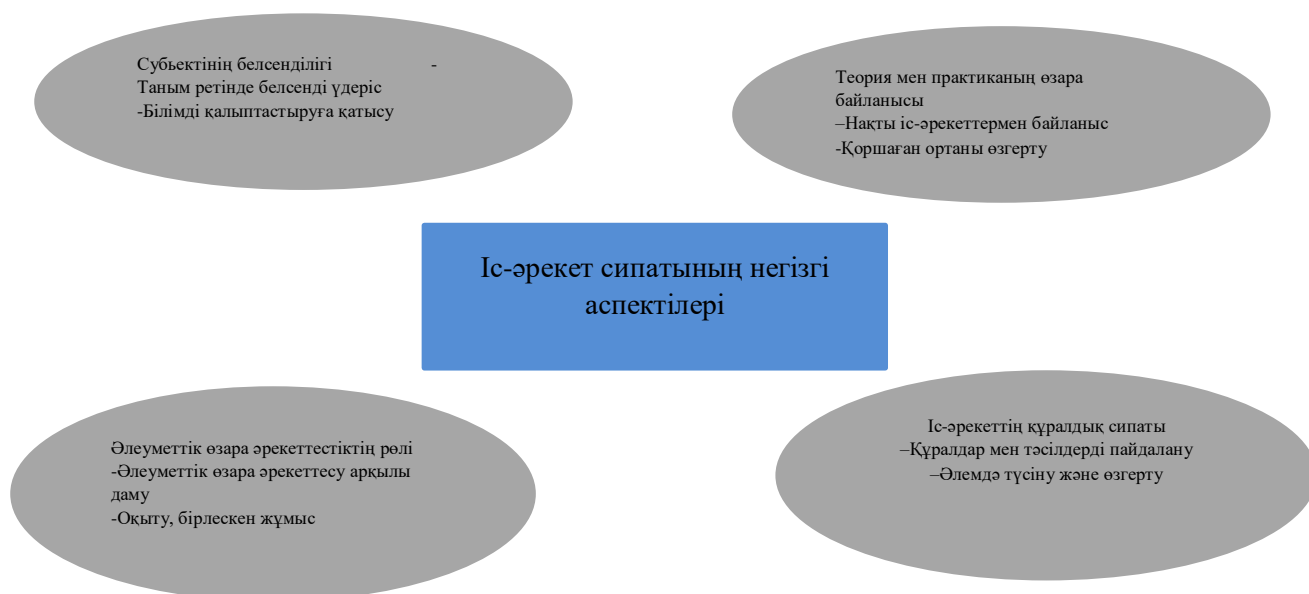 Субьектінің белсенділігі -
Таным ретінде белсенді үдеріс
-Білімді қалыптастыруға қатысу
Теория мен практиканың өзара
байланысы
–Нақты іс-әрекеттермен байланыс
-Қоршаған ортаны өзгерту
Іс-әрекет сипатының негізгі
аспектілері
Әлеуметтік өзара әрекеттестіктің рөлі
-Әлеуметтік өзара әрекеттесу арқылы
даму
-Оқыту, бірлескен жұмыс
Іс-әрекеттің құралдық сипаты
–Құралдар мен тәсілдерді пайдалану
–Әлемдә түсіну және өзгерту